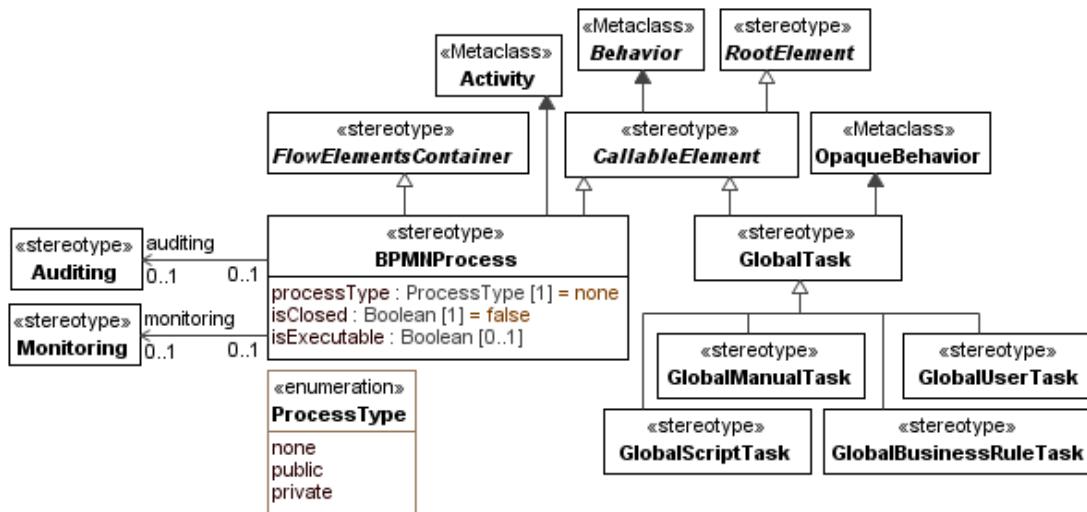 «Metaclass»
Behavior
«stereotype»
RootElement
«Metaclass»
Activity
«stereotype»
FlowElementsContainer
«stereotype»
CallableElement
«Metaclass»
OpaqueBehavior
«stereotype»
Auditing
auditing
0..1
0..1
«stereotype»
BPMNProcess
processType : ProcessType [1] = none
isClosed : Boolean [1] = false
isExecutable : Boolean [0..1]
«stereotype»
GlobalTask
«stereotype»
Monitoring
monitoring
0..1
0..1
«stereotype»
GlobalManualTask
«stereotype»
GlobalUserTask
«enumeration»
ProcessType
none
public
private
«stereotype»
GlobalScriptTask
«stereotype»
GlobalBusinessRuleTask